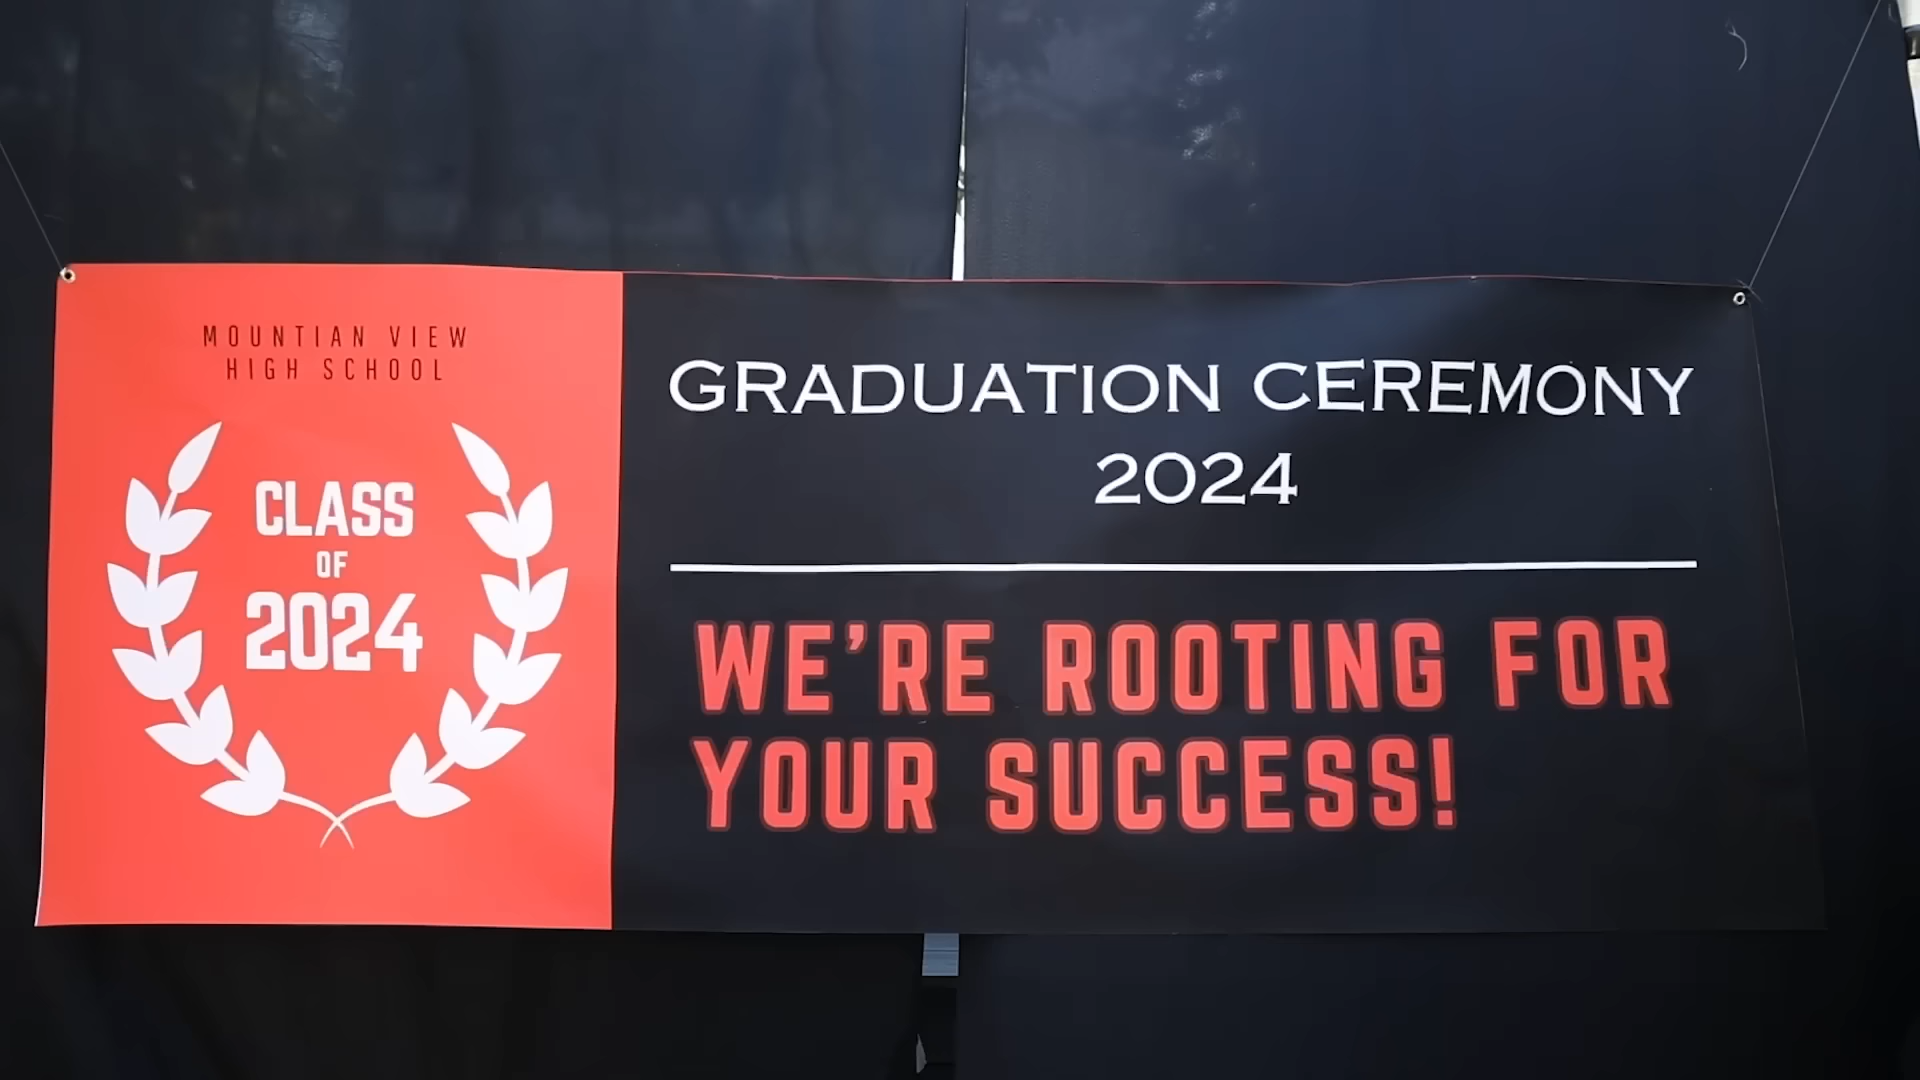 MOUNTIAN VIEW
HIGH SCHOOL
CLASS
OF
2024
GRADUATION CEREMONY
2024
WE'RE ROOTING FOR
YOUR SUCCESS!